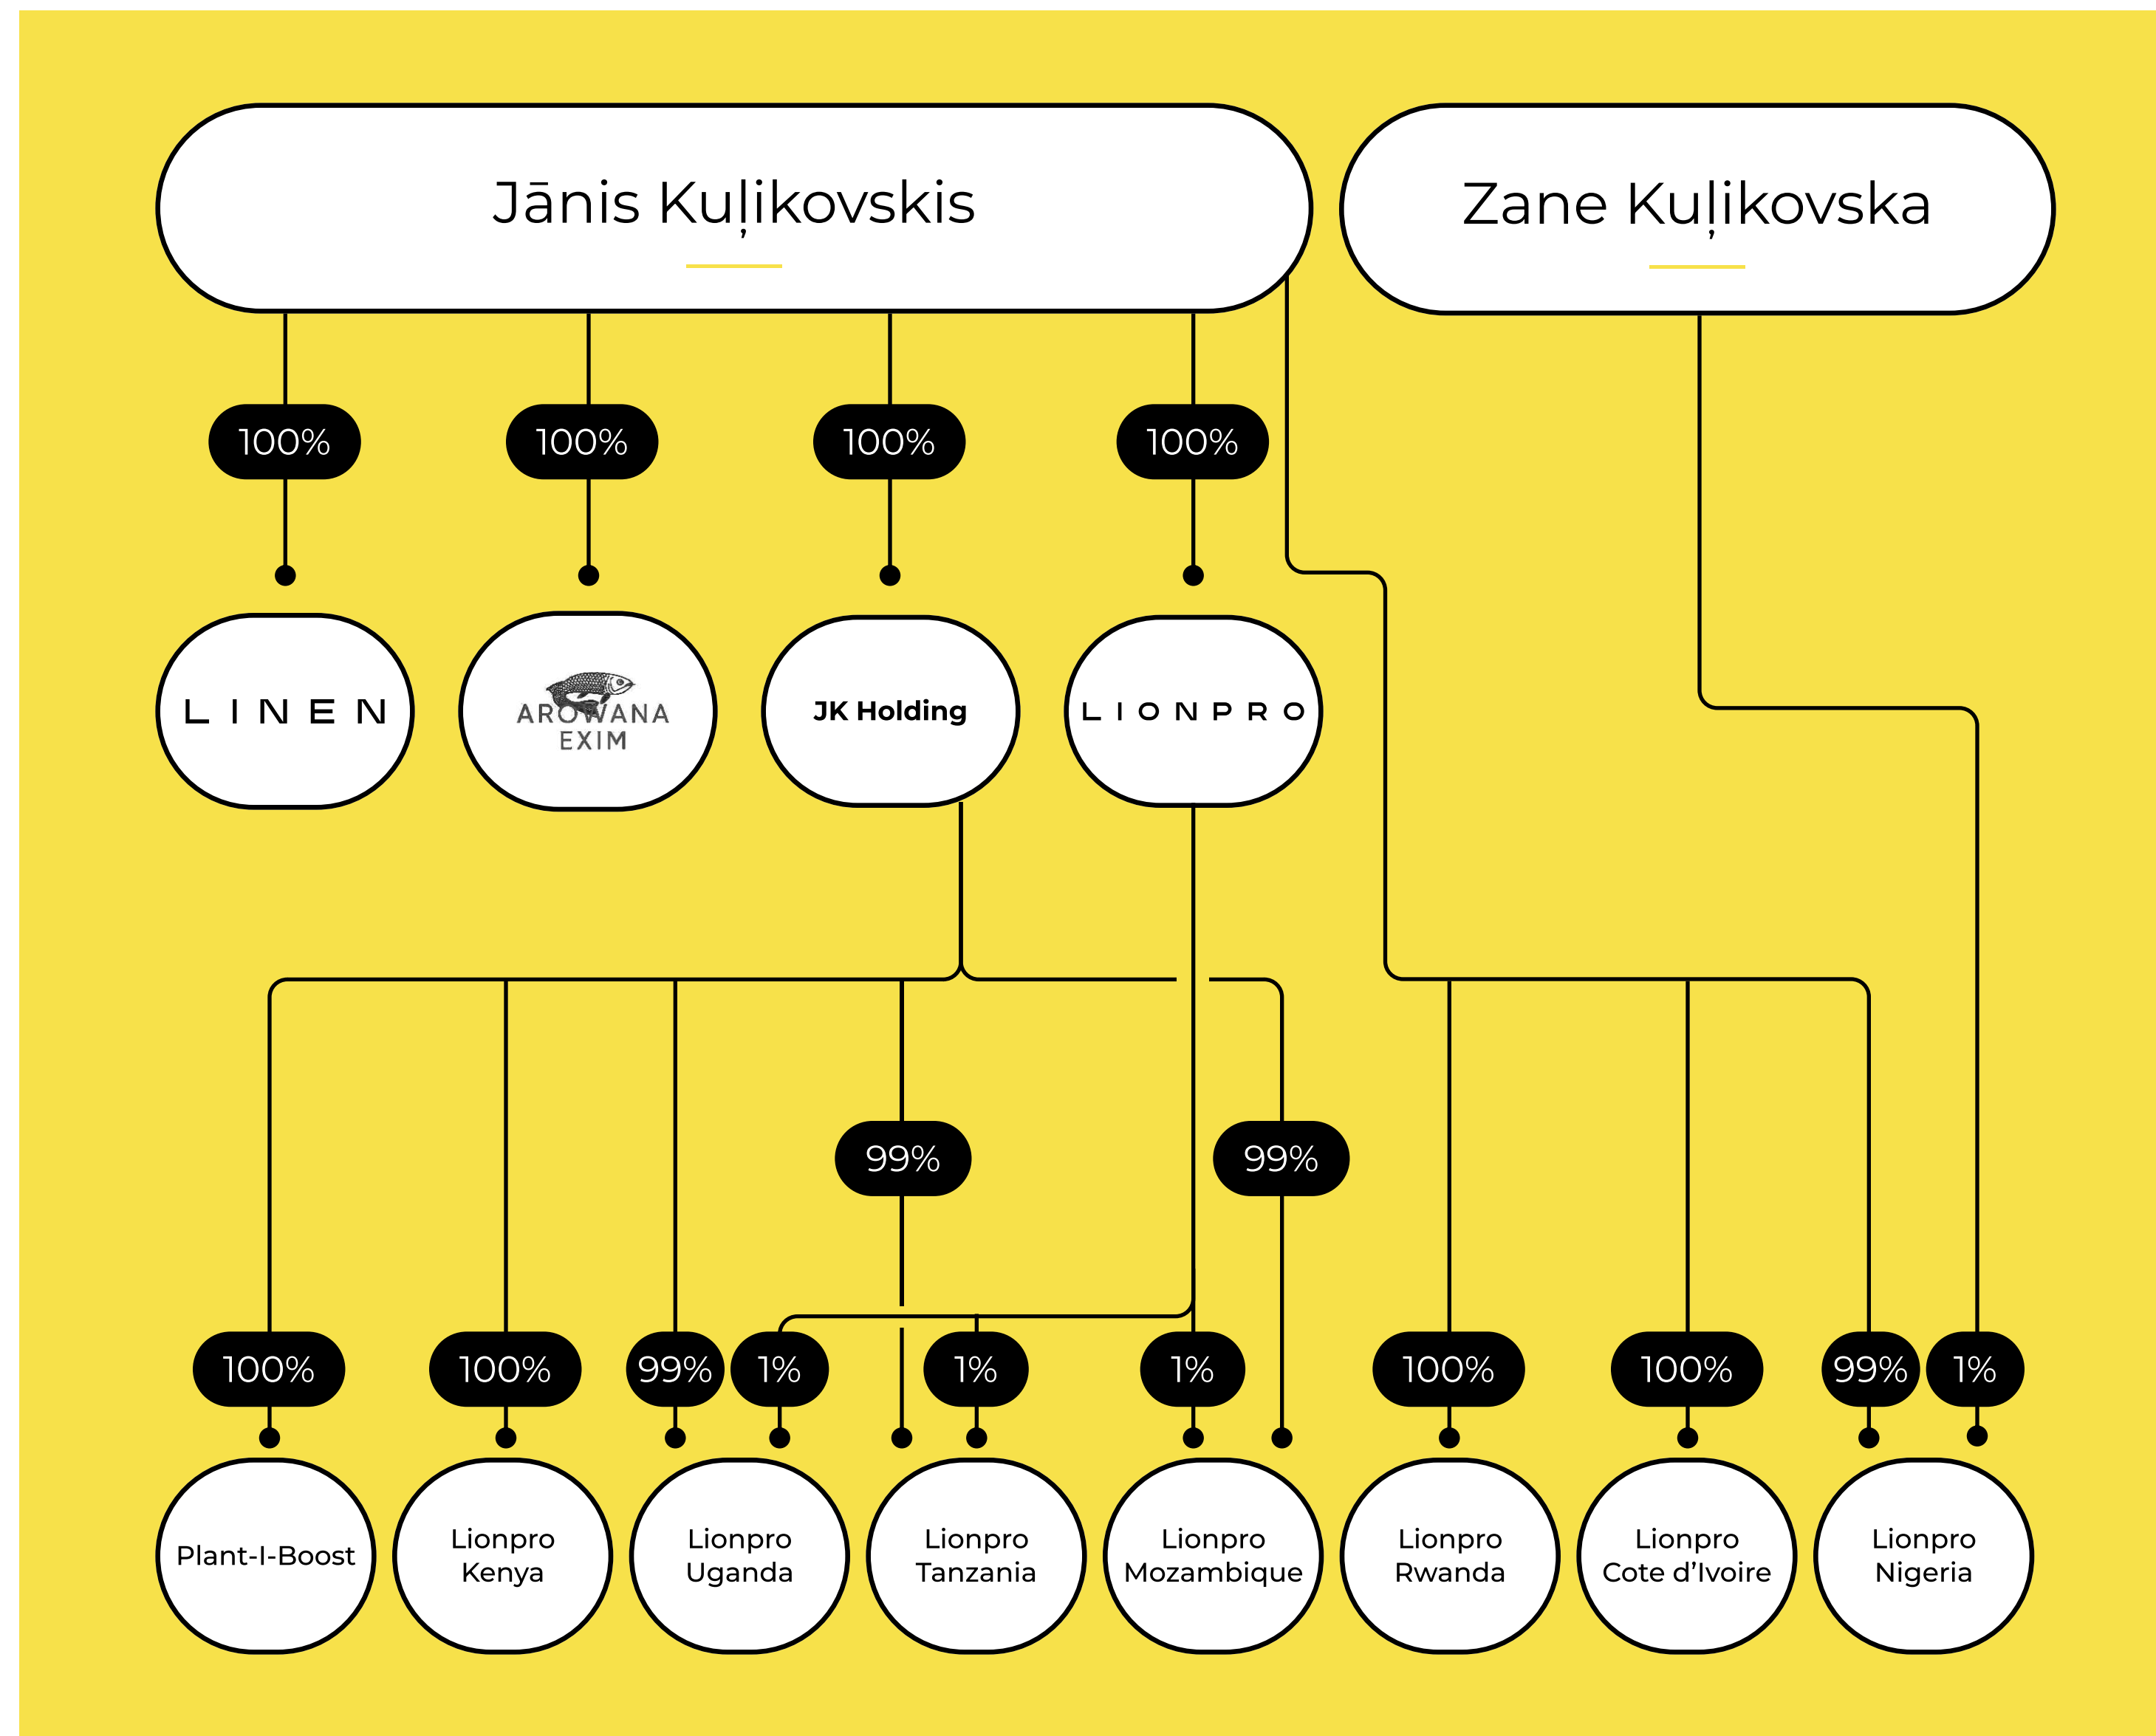 Jānis Kuļikovskis
Zane Kuļikovska
100%
100%
100%
100%
LINEN
AROWANA
EXIM
JK Holding
LIONPRO
99%
99%
100%
100%
99%
1%
1%
1%
100%
100%
99%
1%
Plant-I-Boost
Lionpro
Kenya
Lionpro
Uganda
Lionpro
Tanzania
Lionpro
Mozambique
Lionpro
Rwanda
Lionpro
Cote d’Ivoire
Lionpro
Nigeria